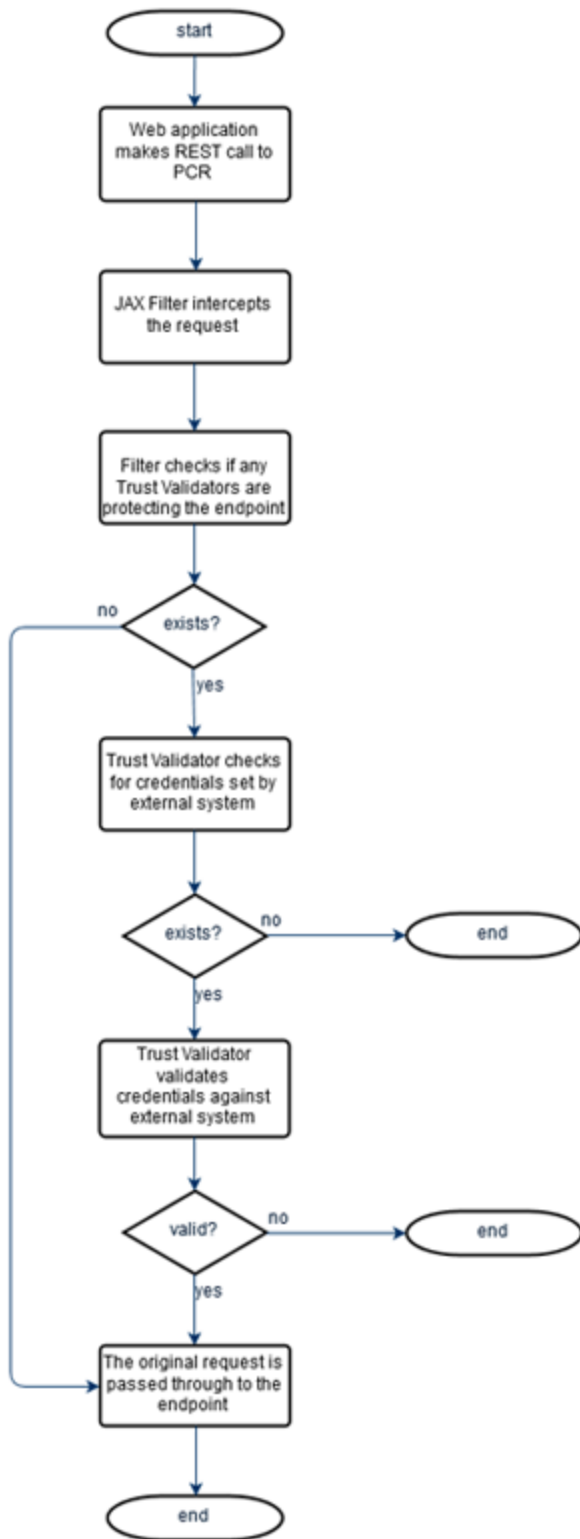 start
Web application
makes REST call to
PCR
JAX Filter intercepts
the request
Filter checks if any
Trust Validators are
protecting the endpoint
no
exists?
yes
Trust Validator checks
for credentials set by
external system
exists?
no
end
yes
Trust Validator
validates
credentials against
external system
valid?
no
end
yes
The original request is
passed through to the
endpoint
end